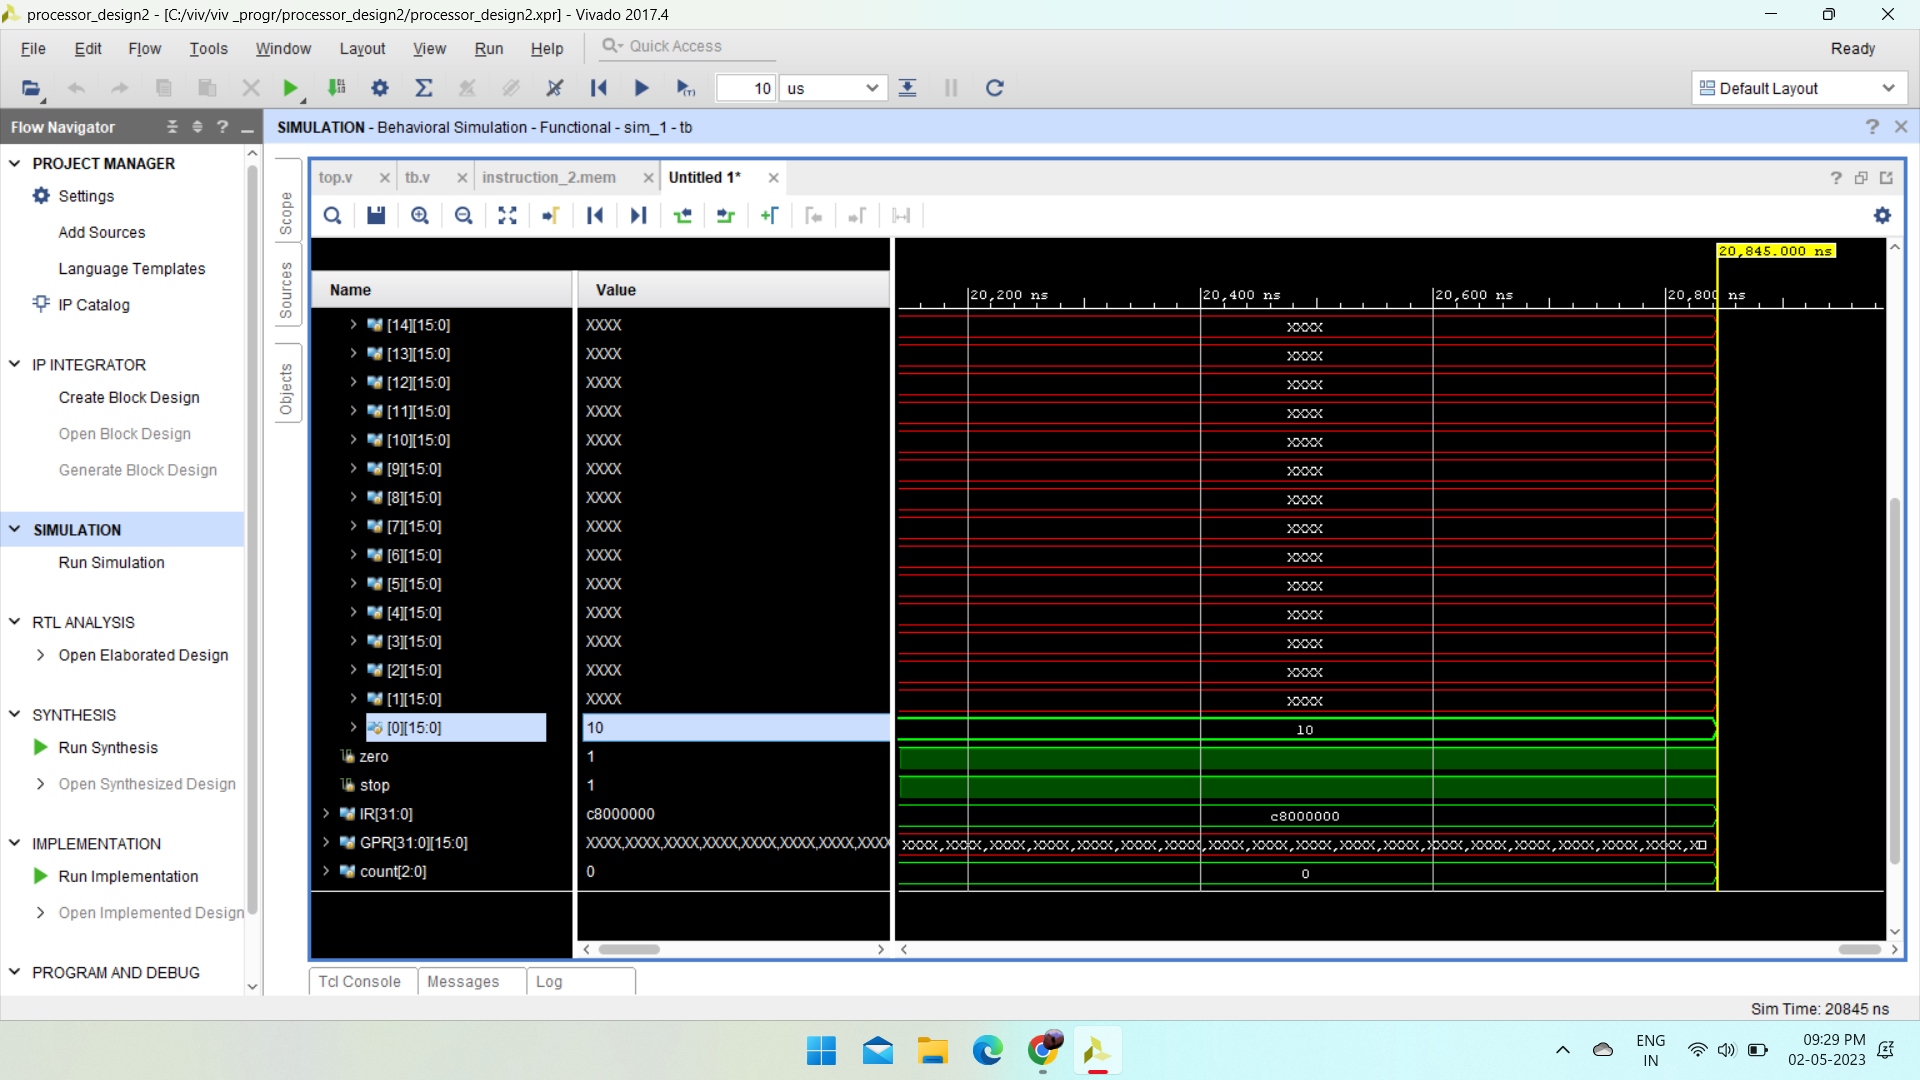 processor_design2 - [C:/viv/viv _progr/processor_design2/processor_design2.xpr] - Vivado 2017.4
File Edit Flow Tools Window Layout View Run Help Quick Access Ready
10 us Default Layout
Flow Navigator
SIMULATION - Behavioral Simulation - Functional - sim_1 - tb
PROJECT MANAGER
Settings
Add Sources
Language Templates
IP Catalog
IP INTEGRATOR
Create Block Design
Open Block Design
Generate Block Design
SIMULATION
Run Simulation
RTL ANALYSIS
Open Elaborated Design
SYNTHESIS
Run Synthesis
Open Synthesized Design
IMPLEMENTATION
Run Implementation
Open Implemented Design
PROGRAM AND DEBUG
Scope
Sources
Objects
top.v tb.v instruction_2.mem Untitled 1*
20,845.000 ns
Name Value
20,200 ns 20,400 ns 20,600 ns 20,800 ns
[14][15:0] XXXX XXXX
[13][15:0] XXXX XXXX
[12][15:0] XXXX XXXX
[11][15:0] XXXX XXXX
[10][15:0] XXXX XXXX
[9][15:0] XXXX XXXX
[8][15:0] XXXX XXXX
[7][15:0] XXXX XXXX
[6][15:0] XXXX XXXX
[5][15:0] XXXX XXXX
[4][15:0] XXXX XXXX
[3][15:0] XXXX XXXX
[2][15:0] XXXX XXXX
[1][15:0] XXXX XXXX
[0][15:0] 10 10
zero 1
stop 1
IR[31:0] c8000000 c8000000
GPR[31:0][15:0] XXXX,XXXX,XXXX,XXXX,XXXX,XXXX,XXXX,XXXX XXXX,XXXX,XXXX,XXXX,XXXX,XXXX,XXXX,XXXX,XXXX,XXXX,XXXX,XXXX,XXXX,XXXX,XXXX,XXXX,XXXX,XXXX,X
count[2:0] 0 0
Tcl Console Messages Log
Sim Time: 20845 ns
ENG
IN
09:29 PM
02-05-2023